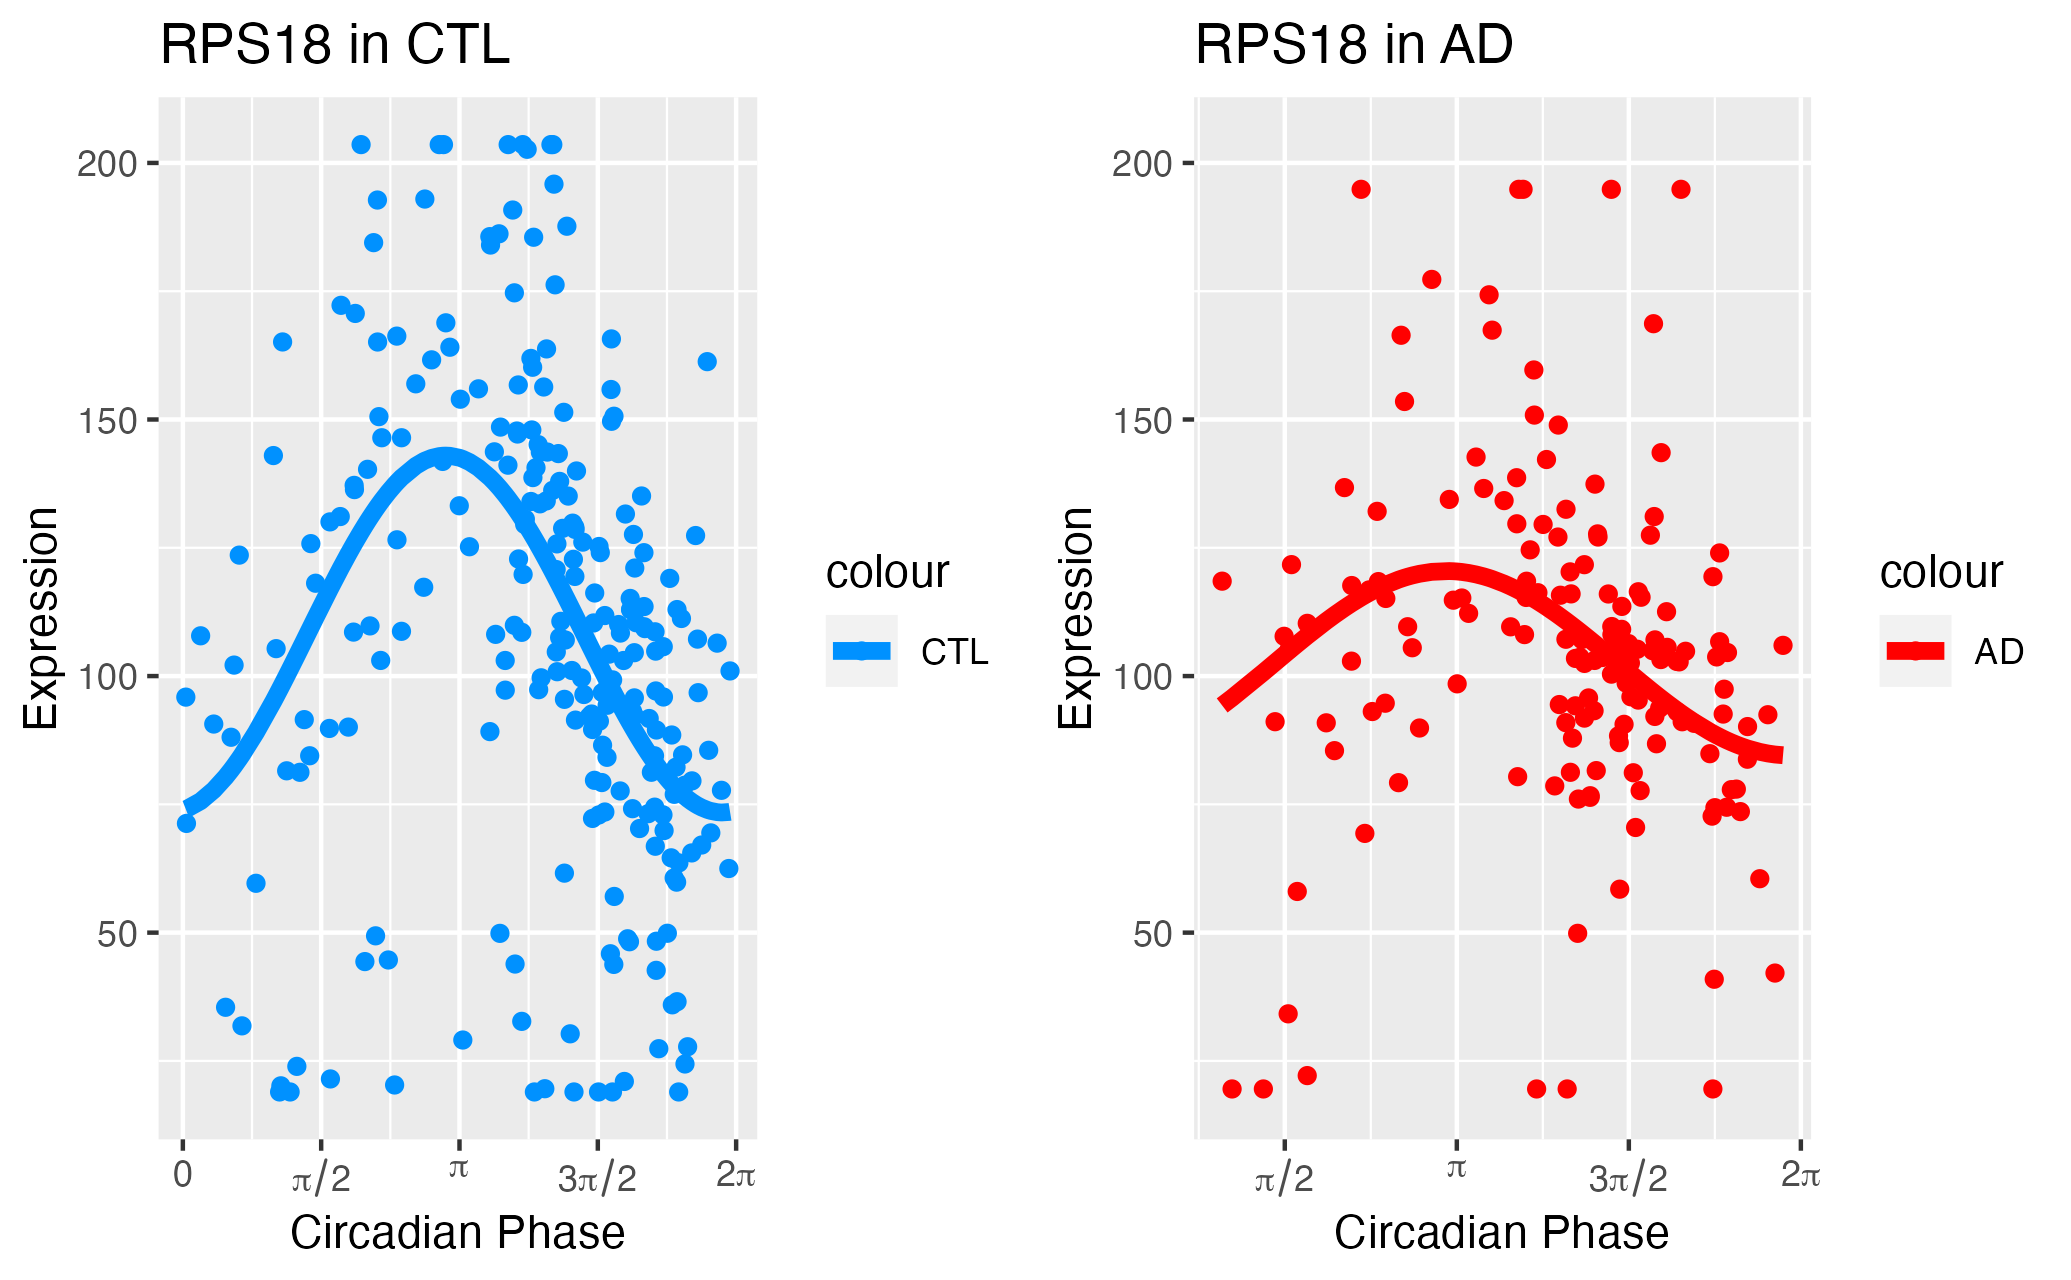 RPS18 in CTL
200
150
100
50
Expression
0 π/2 π 3π/2 2π
Circadian Phase
colour
CTL
RPS18 in AD
200
150
100
50
Expression
π/2 π 3π/2 2π
Circadian Phase
colour
AD